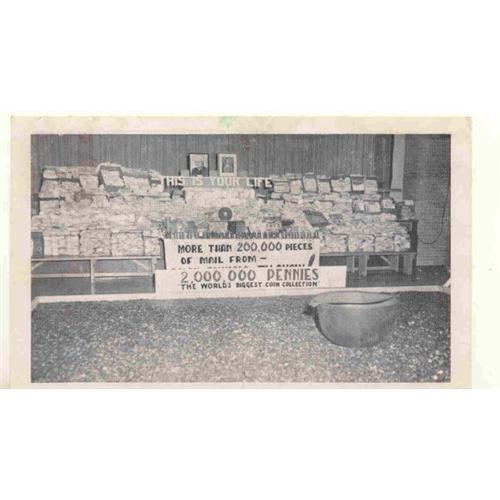 THIS IS YOUR LIFE
MORE THAN 200,000 PIECES
OF MAIL FROM~
2,000,000 PENNIES
"THE WORLD'S BIGGEST COIN COLLECTION"